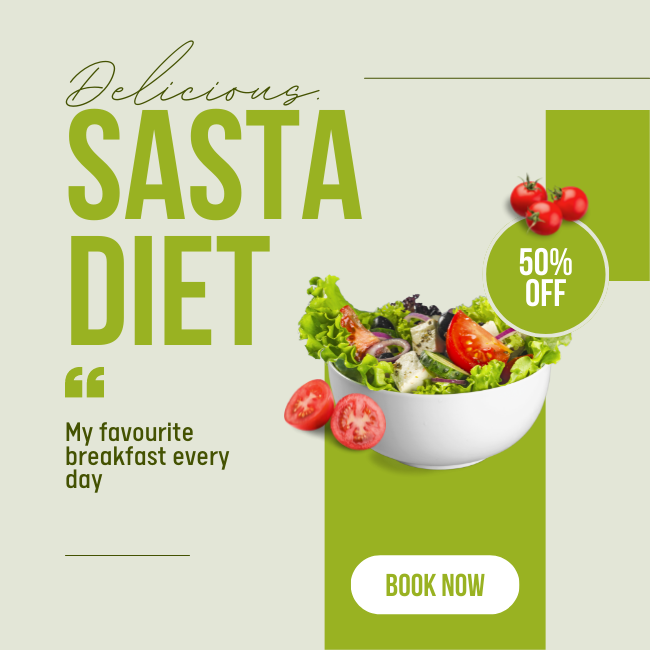 Delicious.
SASTA
DIET
50%
OFF
“
My favourite
breakfast every
day
BOOK NOW